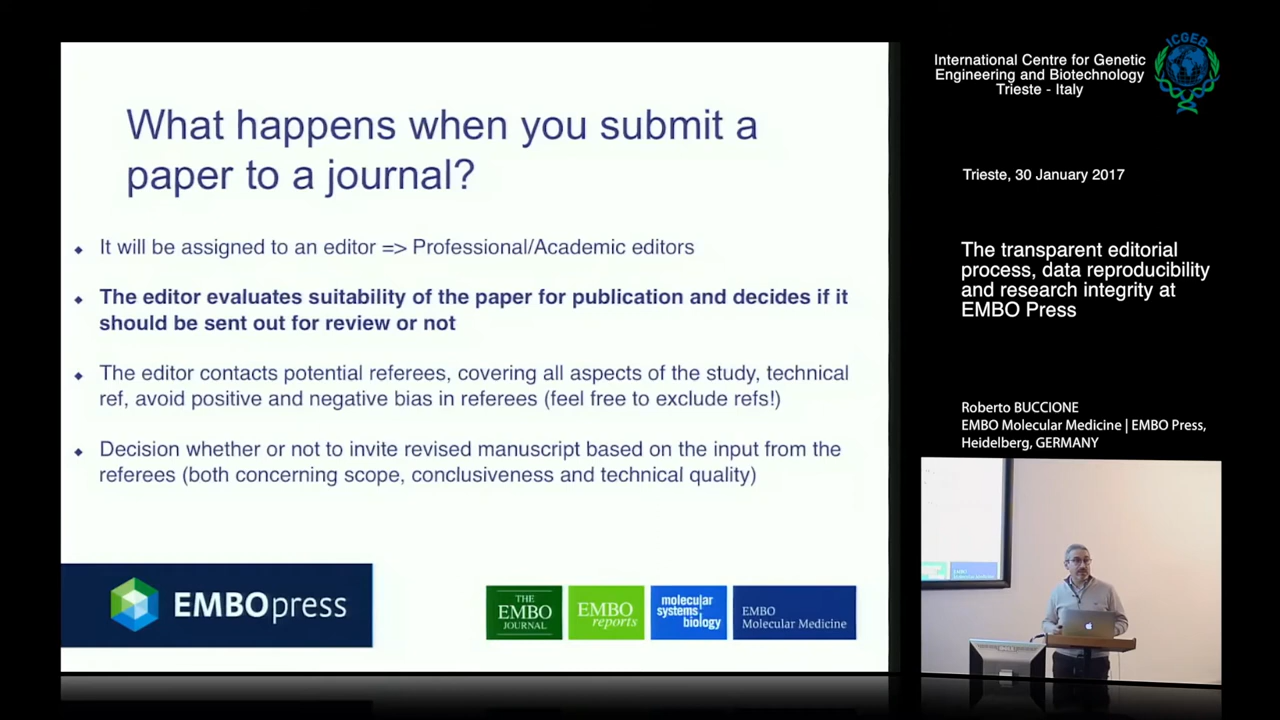 What happens when you submit a
paper to a journal?
It will be assigned to an editor => Professional/Academic editors
The editor evaluates suitability of the paper for publication and decides if it
should be sent out for review or not
The editor contacts potential referees, covering all aspects of the study, technical
ref, avoid positive and negative bias in referees (feel free to exclude refs!)
Decision whether or not to invite revised manuscript based on the input from the
referees (both concerning scope, conclusiveness and technical quality)
EMBOpress
THE
EMBO
JOURNAL
EMBO
reports
molecular
systems
biology
EMBO
Molecular Medicine
International Centre for Genetic
Engineering and Biotechnology
Trieste - Italy
ICGEB
Trieste, 30 January 2017
The transparent editorial
process, data reproducibility
and research integrity at
EMBO Press
Roberto BUCCIONE
EMBO Molecular Medicine | EMBO Press,
Heidelberg, GERMANY